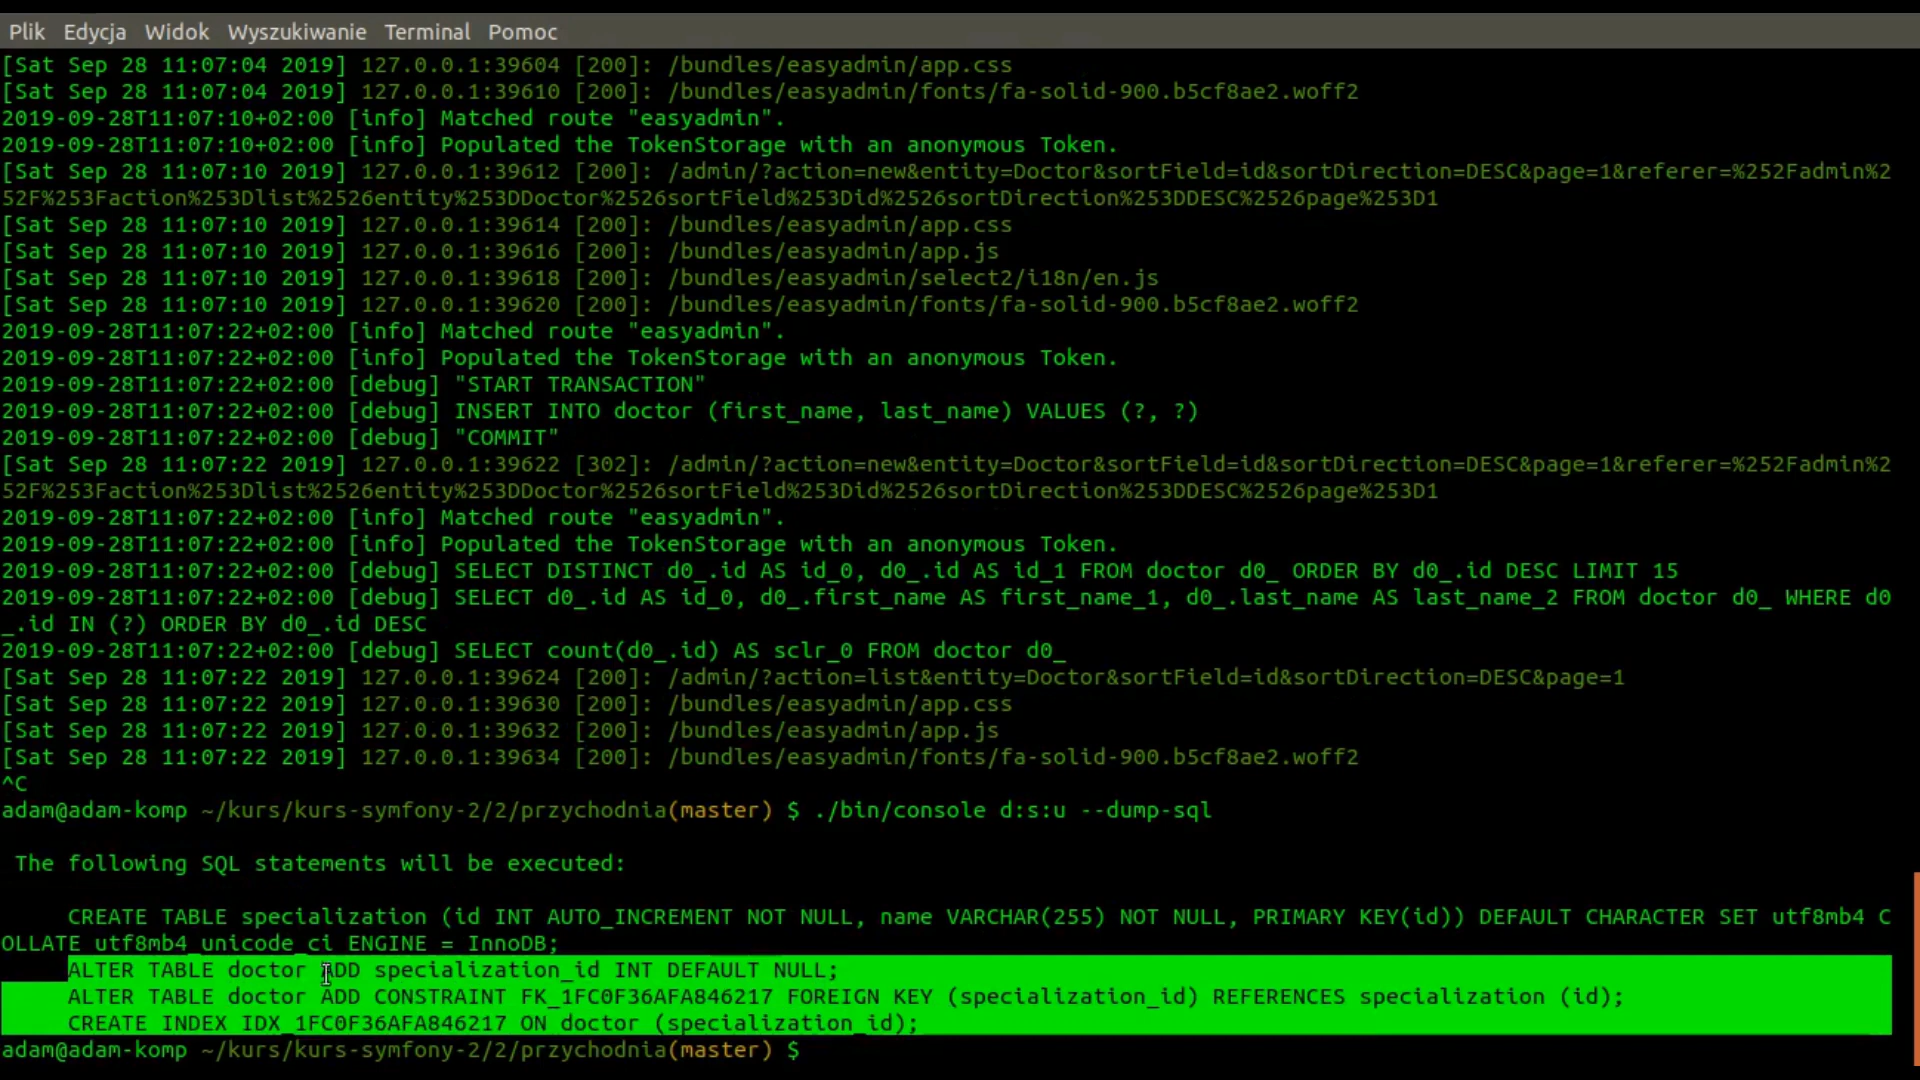 Plik Edycja Widok Wyszukiwanie Terminal Pomoc
[Sat Sep 28 11:07:04 2019] 127.0.0.1:39604 [200]: /bundles/easyadmin/app.css
[Sat Sep 28 11:07:04 2019] 127.0.0.1:39610 [200]: /bundles/easyadmin/fonts/fa-solid-900.b5cf8ae2.woff2
2019-09-28T11:07:10+02:00 [info] Matched route "easyadmin".
2019-09-28T11:07:10+02:00 [info] Populated the TokenStorage with an anonymous Token.
[Sat Sep 28 11:07:10 2019] 127.0.0.1:39612 [200]: /admin/?action=new&entity=Doctor&sortField=id&sortDirection=DESC&page=1&referer=%252Fadmin%2
52F%253Faction%253Dlist%2526entity%253DDoctor%2526sortField%253Did%2526sortDirection%253DDESC%2526page%253D1
[Sat Sep 28 11:07:10 2019] 127.0.0.1:39614 [200]: /bundles/easyadmin/app.css
[Sat Sep 28 11:07:10 2019] 127.0.0.1:39616 [200]: /bundles/easyadmin/app.js
[Sat Sep 28 11:07:10 2019] 127.0.0.1:39618 [200]: /bundles/easyadmin/select2/i18n/en.js
[Sat Sep 28 11:07:10 2019] 127.0.0.1:39620 [200]: /bundles/easyadmin/fonts/fa-solid-900.b5cf8ae2.woff2
2019-09-28T11:07:22+02:00 [info] Matched route "easyadmin".
2019-09-28T11:07:22+02:00 [info] Populated the TokenStorage with an anonymous Token.
2019-09-28T11:07:22+02:00 [debug] "START TRANSACTION"
2019-09-28T11:07:22+02:00 [debug] INSERT INTO doctor (first_name, last_name) VALUES (?, ?)
2019-09-28T11:07:22+02:00 [debug] "COMMIT"
[Sat Sep 28 11:07:22 2019] 127.0.0.1:39622 [302]: /admin/?action=new&entity=Doctor&sortField=id&sortDirection=DESC&page=1&referer=%252Fadmin%2
52F%253Faction%253Dlist%2526entity%253DDoctor%2526sortField%253Did%2526sortDirection%253DDESC%2526page%253D1
2019-09-28T11:07:22+02:00 [info] Matched route "easyadmin".
2019-09-28T11:07:22+02:00 [info] Populated the TokenStorage with an anonymous Token.
2019-09-28T11:07:22+02:00 [debug] SELECT DISTINCT d0_.id AS id_0, d0_.id AS id_1 FROM doctor d0_ ORDER BY d0_.id DESC LIMIT 15
2019-09-28T11:07:22+02:00 [debug] SELECT d0_.id AS id_0, d0_.first_name AS first_name_1, d0_.last_name AS last_name_2 FROM doctor d0_ WHERE d0
_.id IN (?) ORDER BY d0_.id DESC
2019-09-28T11:07:22+02:00 [debug] SELECT count(d0_.id) AS sclr_0 FROM doctor d0_
[Sat Sep 28 11:07:22 2019] 127.0.0.1:39624 [200]: /admin/?action=list&entity=Doctor&sortField=id&sortDirection=DESC&page=1
[Sat Sep 28 11:07:22 2019] 127.0.0.1:39630 [200]: /bundles/easyadmin/app.css
[Sat Sep 28 11:07:22 2019] 127.0.0.1:39632 [200]: /bundles/easyadmin/app.js
[Sat Sep 28 11:07:22 2019] 127.0.0.1:39634 [200]: /bundles/easyadmin/fonts/fa-solid-900.b5cf8ae2.woff2
^C
adam@adam-komp ~/kurs/kurs-symfony-2/2/przychodnia(master) $ ./bin/console d:s:u --dump-sql
The following SQL statements will be executed:
CREATE TABLE specialization (id INT AUTO_INCREMENT NOT NULL, name VARCHAR(255) NOT NULL, PRIMARY KEY(id)) DEFAULT CHARACTER SET utf8mb4 C
OLLATE utf8mb4_unicode_ci ENGINE = InnoDB;
ALTER TABLE doctor ADD specialization_id INT DEFAULT NULL;
ALTER TABLE doctor ADD CONSTRAINT FK_1FC0F36AFA846217 FOREIGN KEY (specialization_id) REFERENCES specialization (id);
CREATE INDEX IDX_1FC0F36AFA846217 ON doctor (specialization_id);
adam@adam-komp ~/kurs/kurs-symfony-2/2/przychodnia(master) $